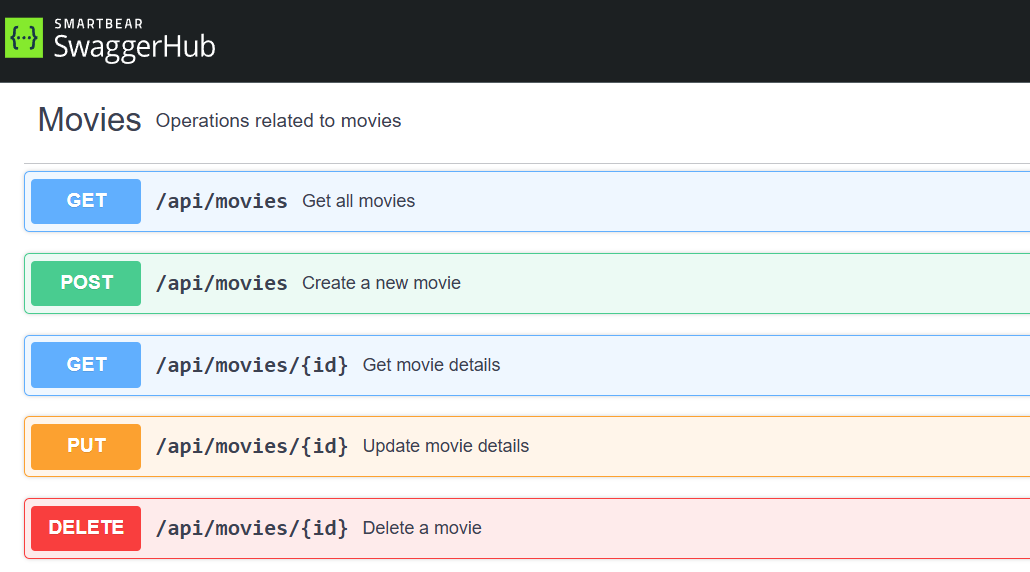 {···} SMARTBEAR
SwaggerHub
Movies Operations related to movies
GET /api/movies Get all movies
POST /api/movies Create a new movie
GET /api/movies/{id} Get movie details
PUT /api/movies/{id} Update movie details
DELETE /api/movies/{id} Delete a movie